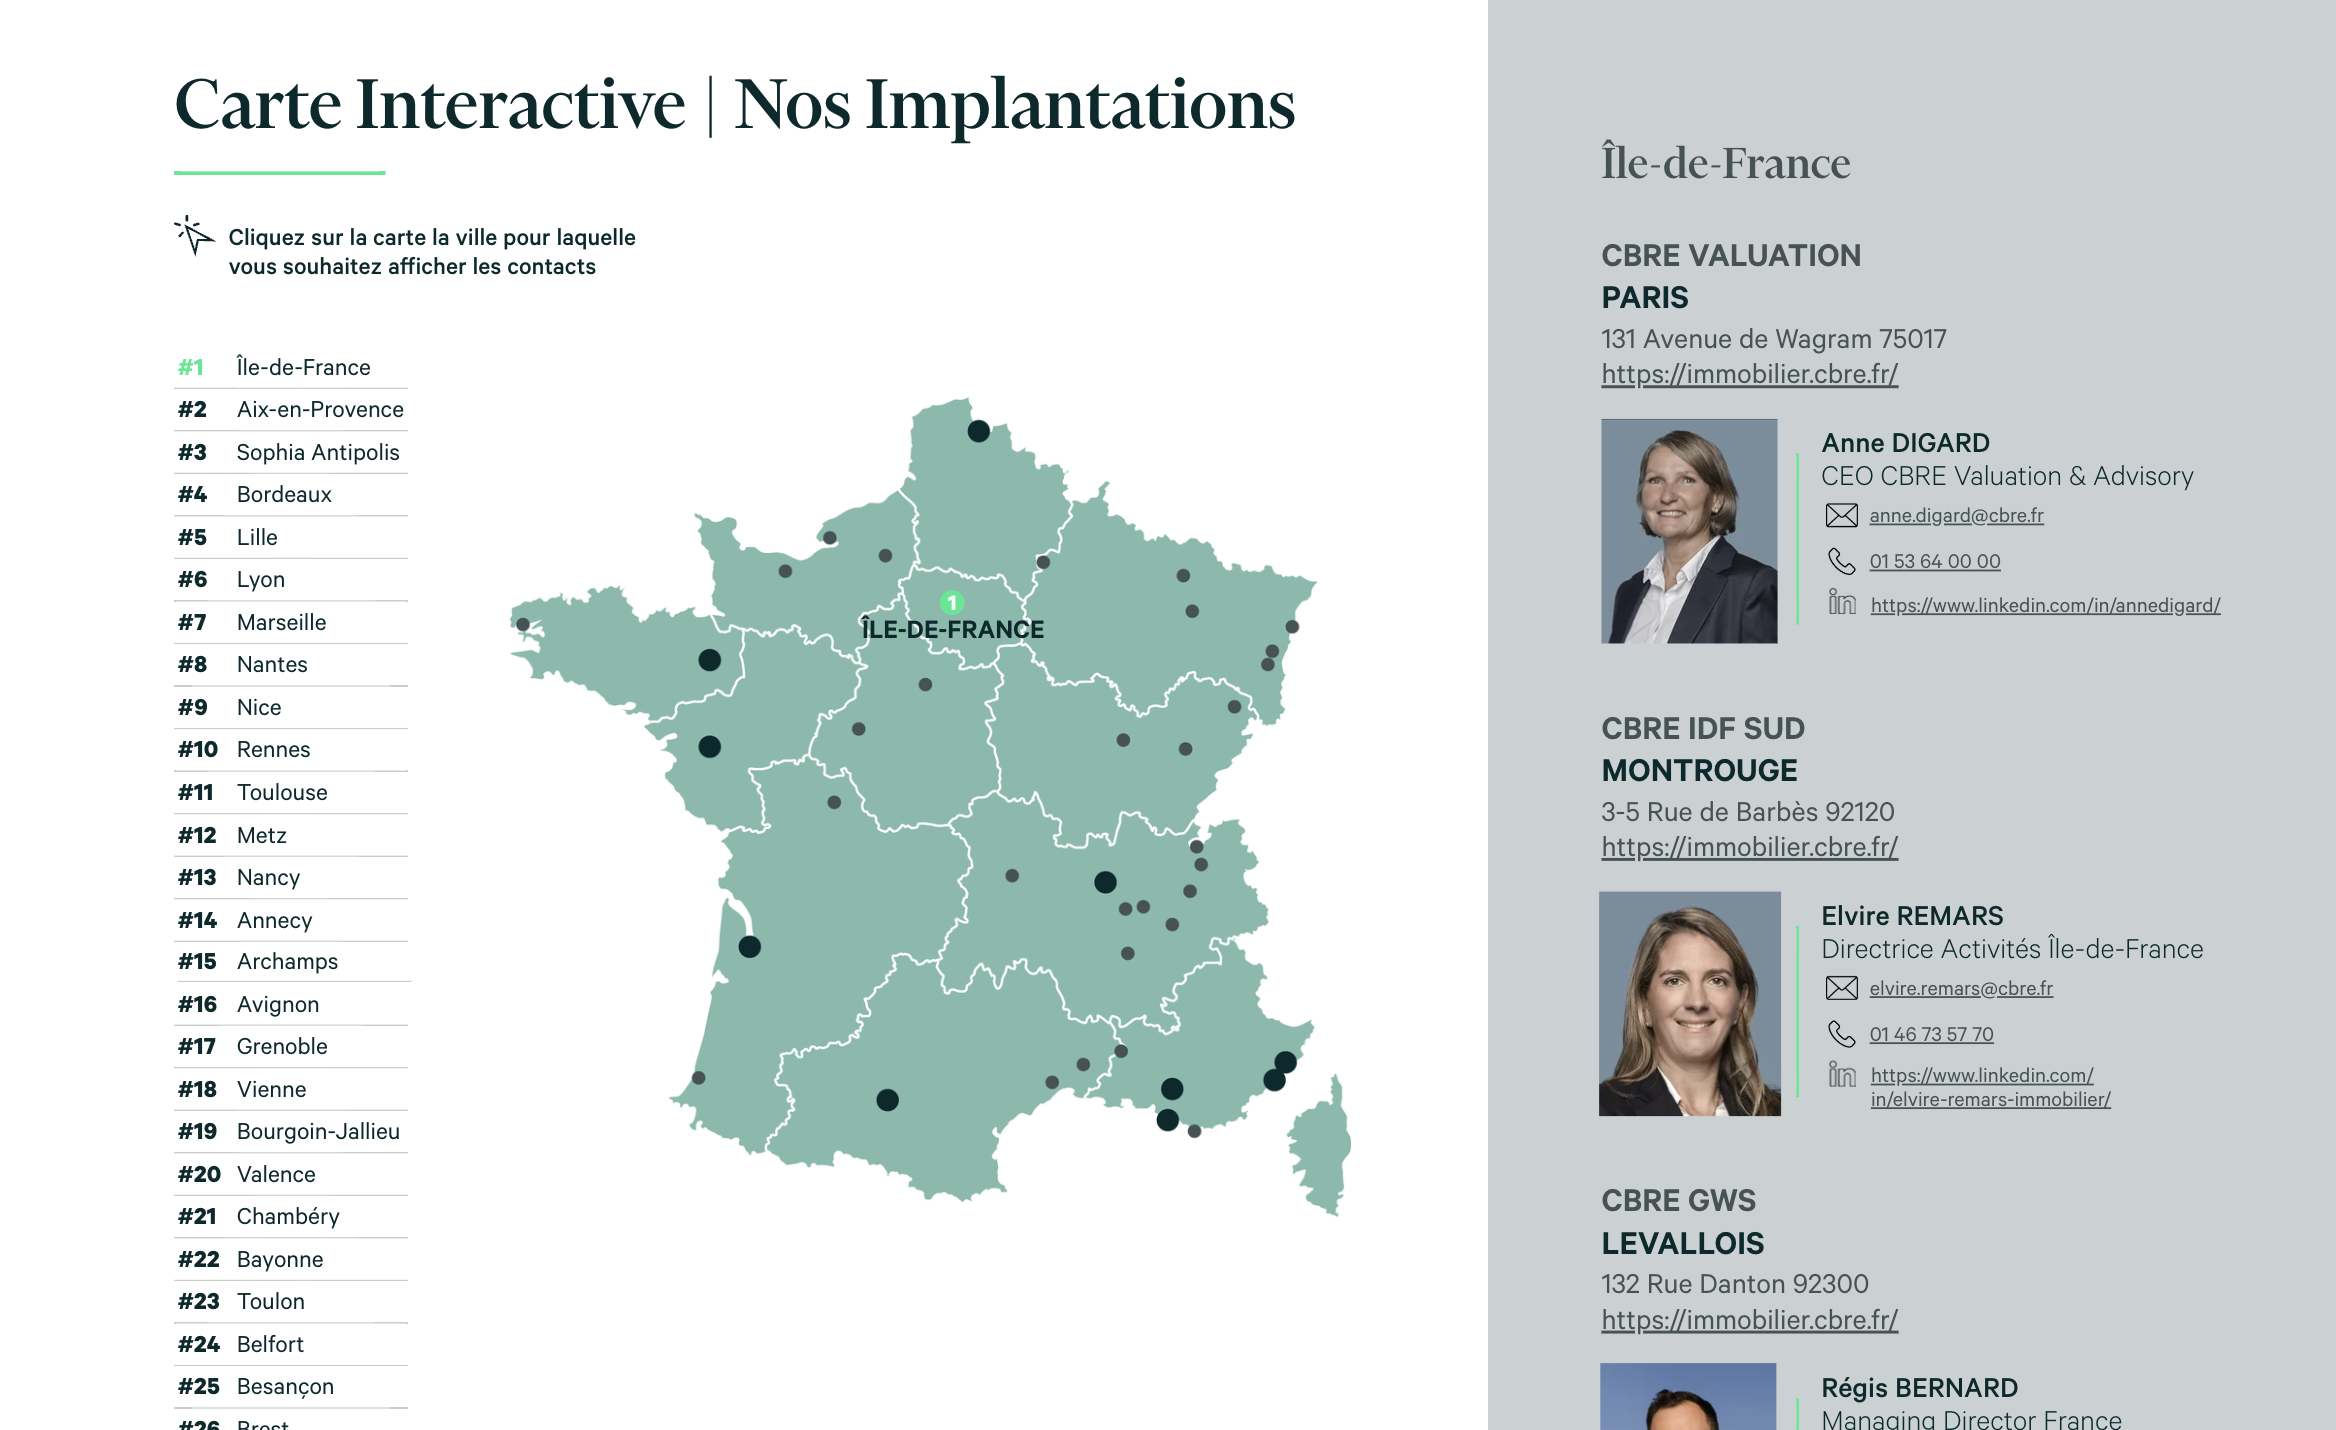 Carte Interactive | Nos Implantations
Cliquez sur la carte la ville pour laquelle
vous souhaitez afficher les contacts
#1 Île-de-France
#2 Aix-en-Provence
#3 Sophia Antipolis
#4 Bordeaux
#5 Lille
#6 Lyon
#7 Marseille
#8 Nantes
#9 Nice
#10 Rennes
#11 Toulouse
#12 Metz
#13 Nancy
#14 Annecy
#15 Archamps
#16 Avignon
#17 Grenoble
#18 Vienne
#19 Bourgoin-Jallieu
#20 Valence
#21 Chambéry
#22 Bayonne
#23 Toulon
#24 Belfort
#25 Besançon
#26 Brest
1
ÎLE-DE-FRANCE
Île-de-France
CBRE VALUATION
PARIS
131 Avenue de Wagram 75017
https://immobilier.cbre.fr/
Anne DIGARD
CEO CBRE Valuation & Advisory
anne.digard@cbre.fr
01 53 64 00 00
in https://www.linkedin.com/in/annedigard/
CBRE IDF SUD
MONTROUGE
3-5 Rue de Barbès 92120
https://immobilier.cbre.fr/
Elvire REMARS
Directrice Activités Île-de-France
elvire.remars@cbre.fr
01 46 73 57 70
in https://www.linkedin.com/
in/elvire-remars-immobilier/
CBRE GWS
LEVALLOIS
132 Rue Danton 92300
https://immobilier.cbre.fr/
Régis BERNARD
Managing Director France